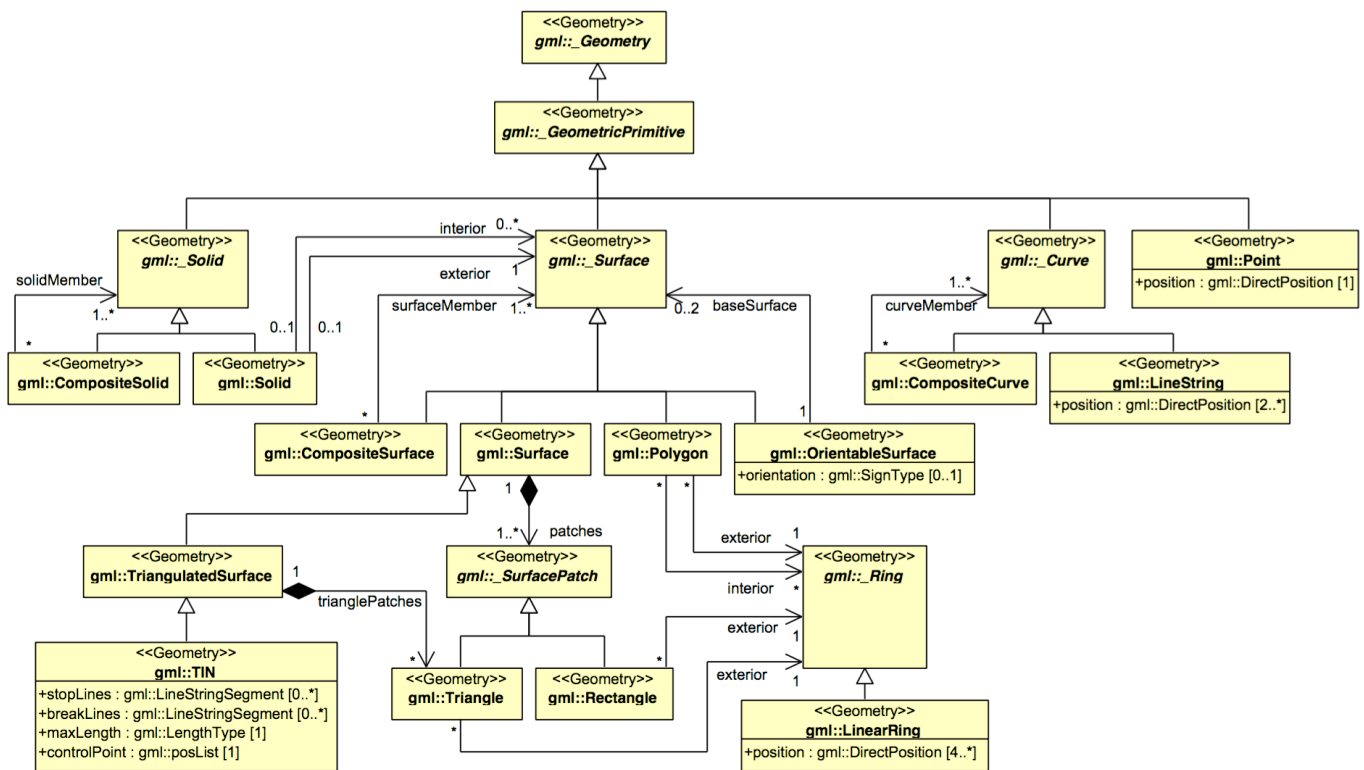 <<Geometry>>
gml::_Geometry
<<Geometry>>
gml::_GeometricPrimitive
<<Geometry>>
gml::_Solid
interior 0..*
exterior 1
<<Geometry>>
gml::_Surface
<<Geometry>>
gml::_Curve
<<Geometry>>
gml::Point
+position : gml::DirectPosition [1]
solidMember
1..*
*
0..1
0..1
surfaceMember
1..*
*
0..2
baseSurface
1
1..*
curveMember
*
<<Geometry>>
gml::CompositeSolid
<<Geometry>>
gml::Solid
<<Geometry>>
gml::CompositeCurve
<<Geometry>>
gml::LineString
+position : gml::DirectPosition [2..*]
<<Geometry>>
gml::CompositeSurface
<<Geometry>>
gml::Surface
<<Geometry>>
gml::Polygon
<<Geometry>>
gml::OrientableSurface
+orientation : gml::SignType [0..1]
1
1..*
patches
*
*
exterior
1
interior
*
<<Geometry>>
gml::TriangulatedSurface
1
trianglePatches
*
<<Geometry>>
gml::_SurfacePatch
<<Geometry>>
gml::_Ring
exterior
1
*
exterior
1
*
<<Geometry>>
gml::TIN
+stopLines : gml::LineStringSegment [0..*]
+breakLines : gml::LineStringSegment [0..*]
+maxLength : gml::LengthType [1]
+controlPoint : gml::posList [1]
<<Geometry>>
gml::Triangle
<<Geometry>>
gml::Rectangle
<<Geometry>>
gml::LinearRing
+position : gml::DirectPosition [4..*]